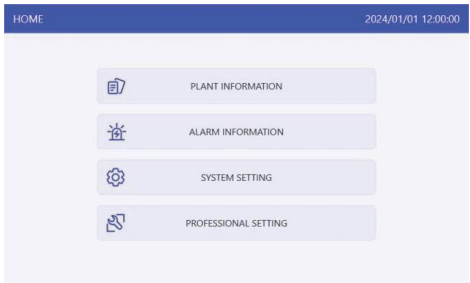 HOME 2024/01/01 12:00:00
PLANT INFORMATION
ALARM INFORMATION
SYSTEM SETTING
PROFESSIONAL SETTING